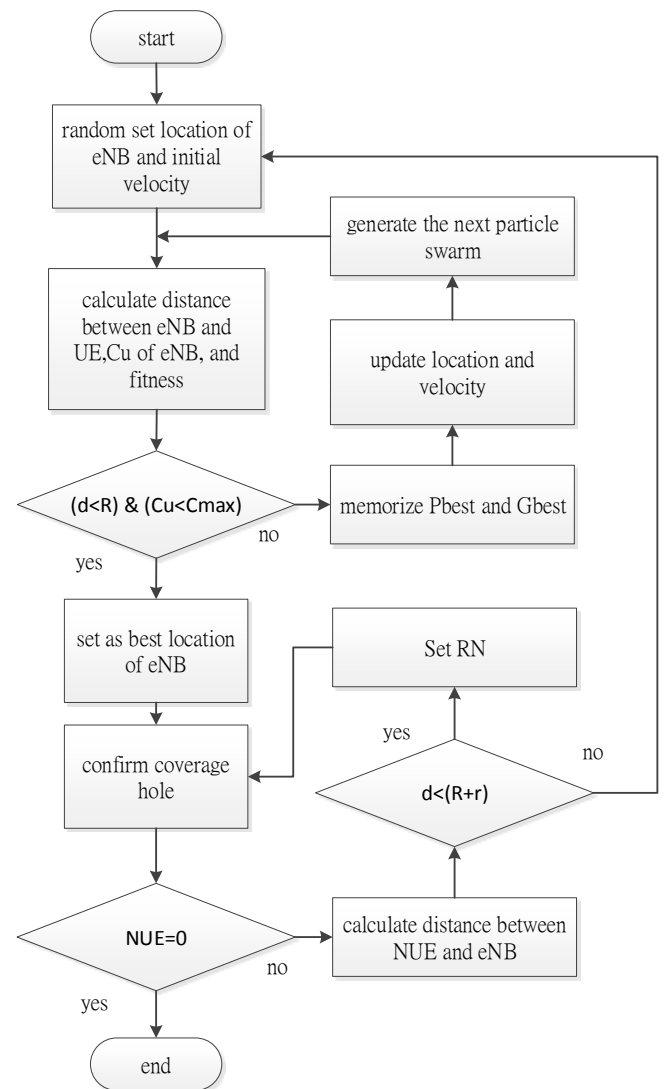 start
random set location of
eNB and initial
velocity
generate the next particle
swarm
calculate distance
between eNB and
UE,Cu of eNB, and
fitness
update location and
velocity
(d<R) & (Cu<Cmax)
no
memorize Pbest and Gbest
yes
set as best location
of eNB
Set RN
confirm coverage
hole
yes
no
d<(R+r)
NUE=0
no
calculate distance between
NUE and eNB
yes
end